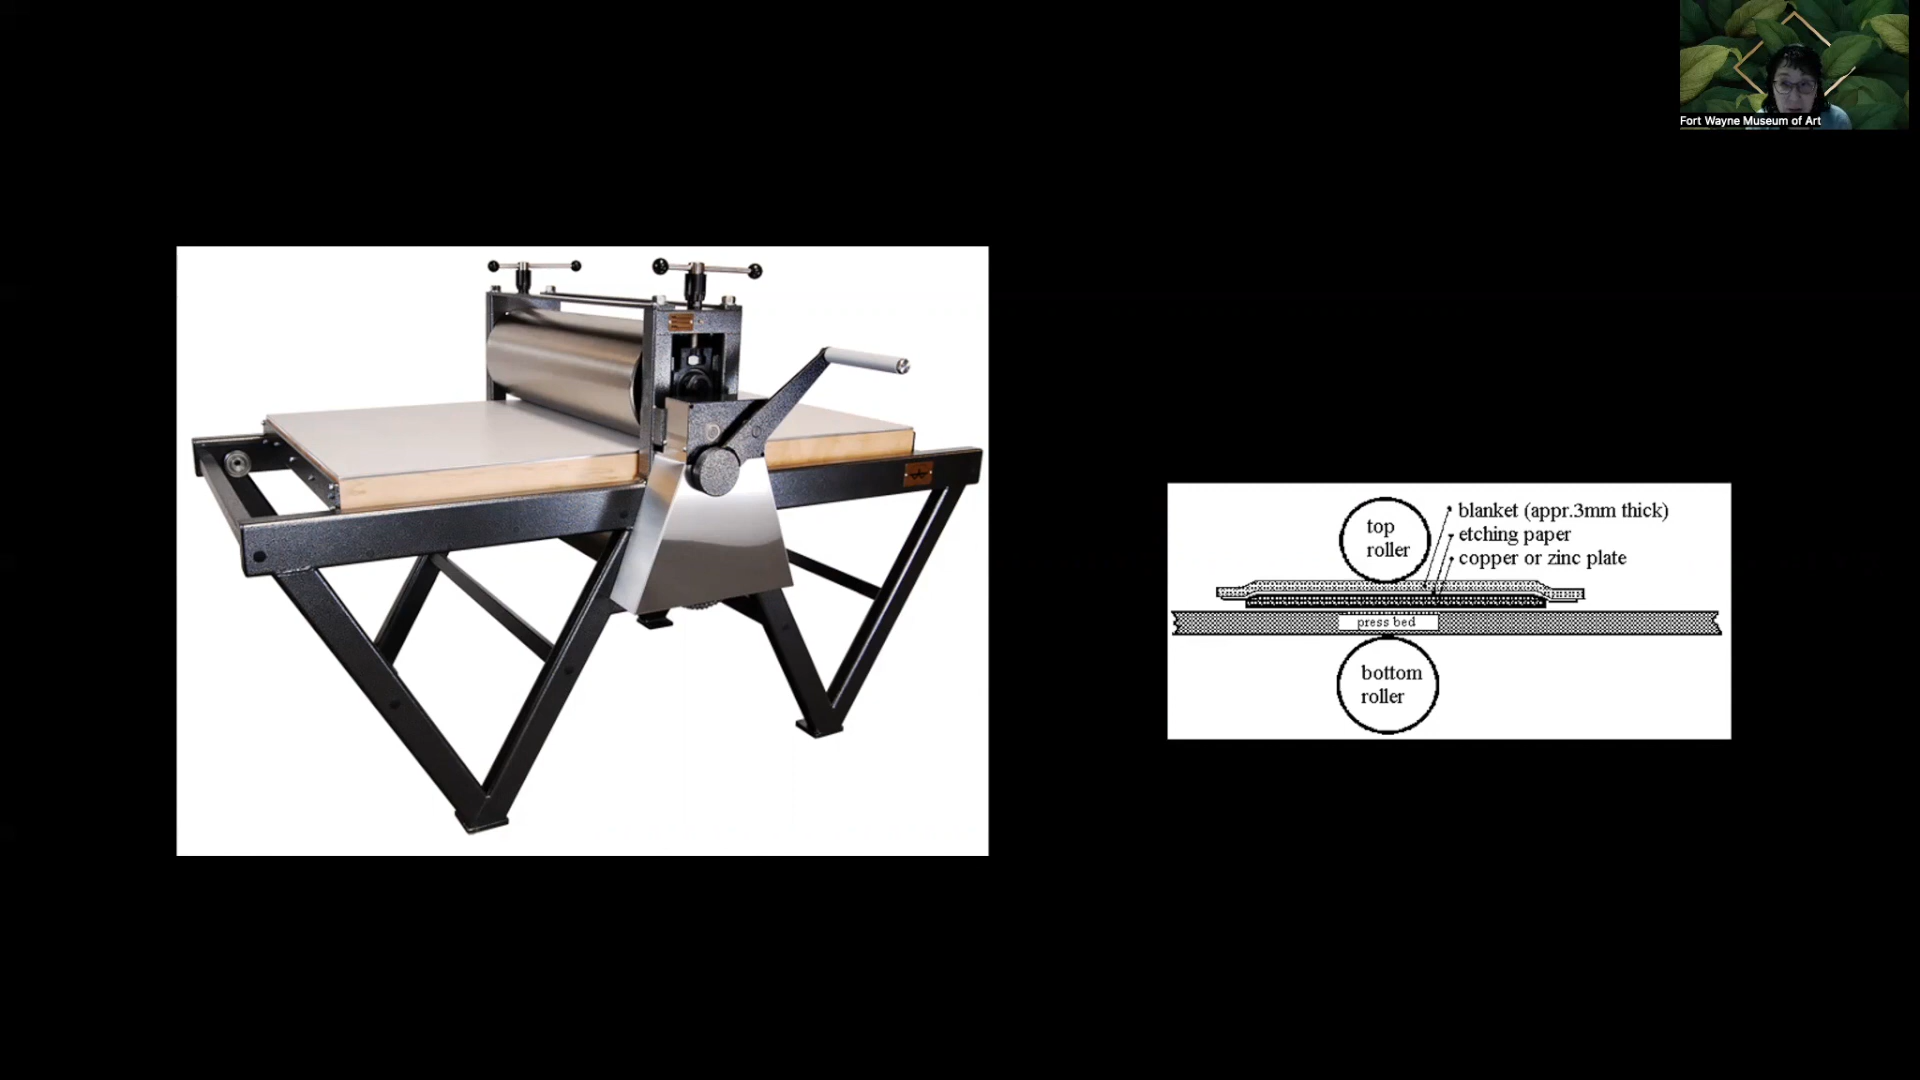 Fort Wayne Museum of Art
top
roller
blanket (appr.3mm thick)
etching paper
copper or zinc plate
press bed
bottom
roller